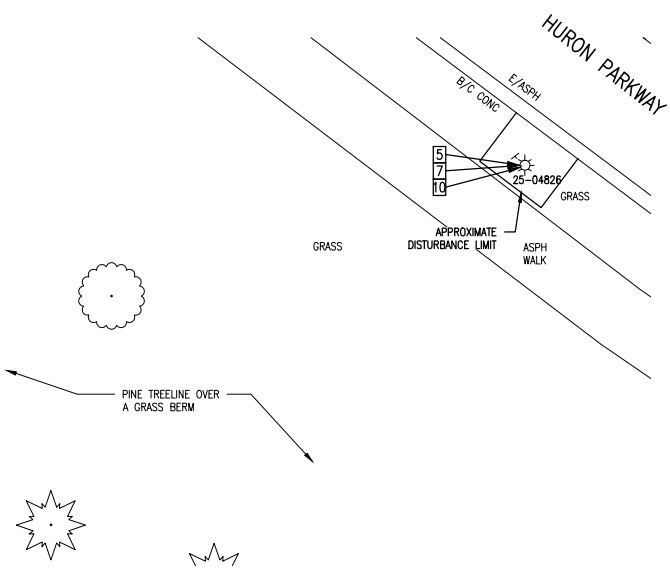 HURON PARKWAY
E/ASPH
B/C CONC
5
7
10
25-04826
GRASS
APPROXIMATE
DISTURBANCE LIMIT
ASPH
WALK
GRASS
PINE TREELINE OVER
A GRASS BERM